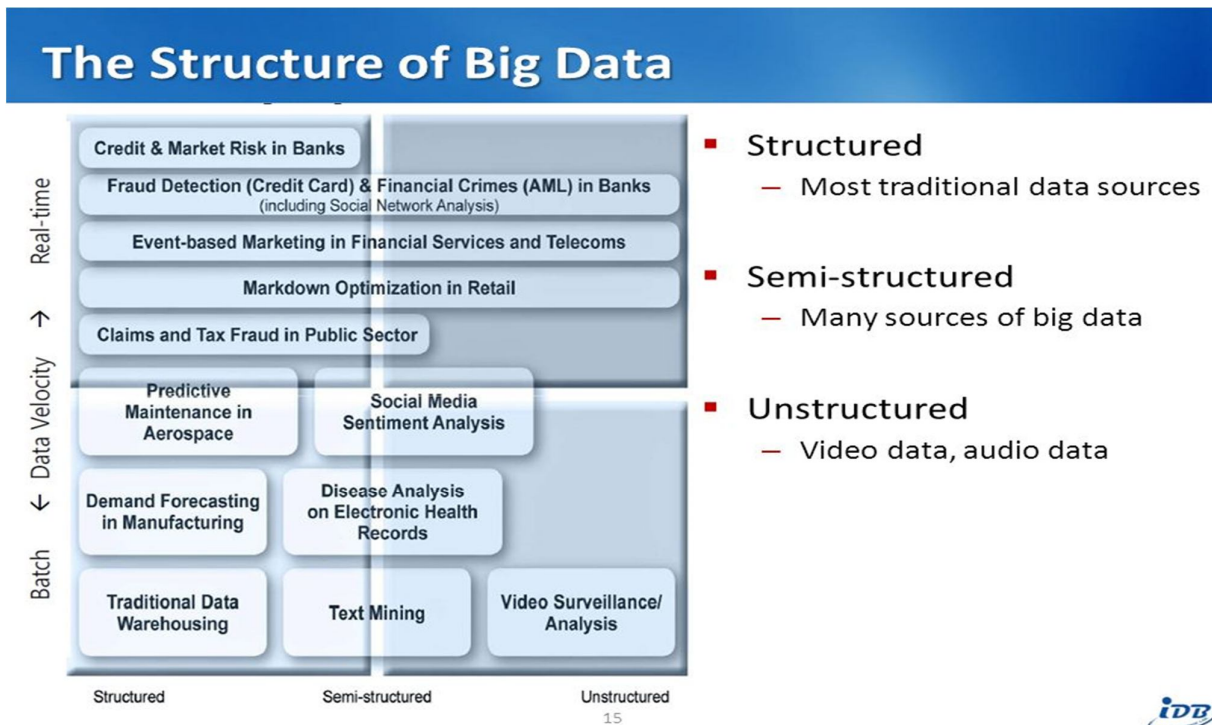 The Structure of Big Data
Credit & Market Risk in Banks
Fraud Detection (Credit Card) & Financial Crimes (AML) in Banks
(including Social Network Analysis)
Event-based Marketing in Financial Services and Telecoms
Markdown Optimization in Retail
Claims and Tax Fraud in Public Sector
Predictive
Maintenance in
Aerospace
Social Media
Sentiment Analysis
Demand Forecasting
in Manufacturing
Disease Analysis
on Electronic Health
Records
Traditional Data
Warehousing
Text Mining
Video Surveillance/
Analysis
Batch ← Data Velocity → Real-time
Structured
Semi-structured
Unstructured
▪ Structured
– Most traditional data sources
▪ Semi-structured
– Many sources of big data
▪ Unstructured
– Video data, audio data
15
iDB